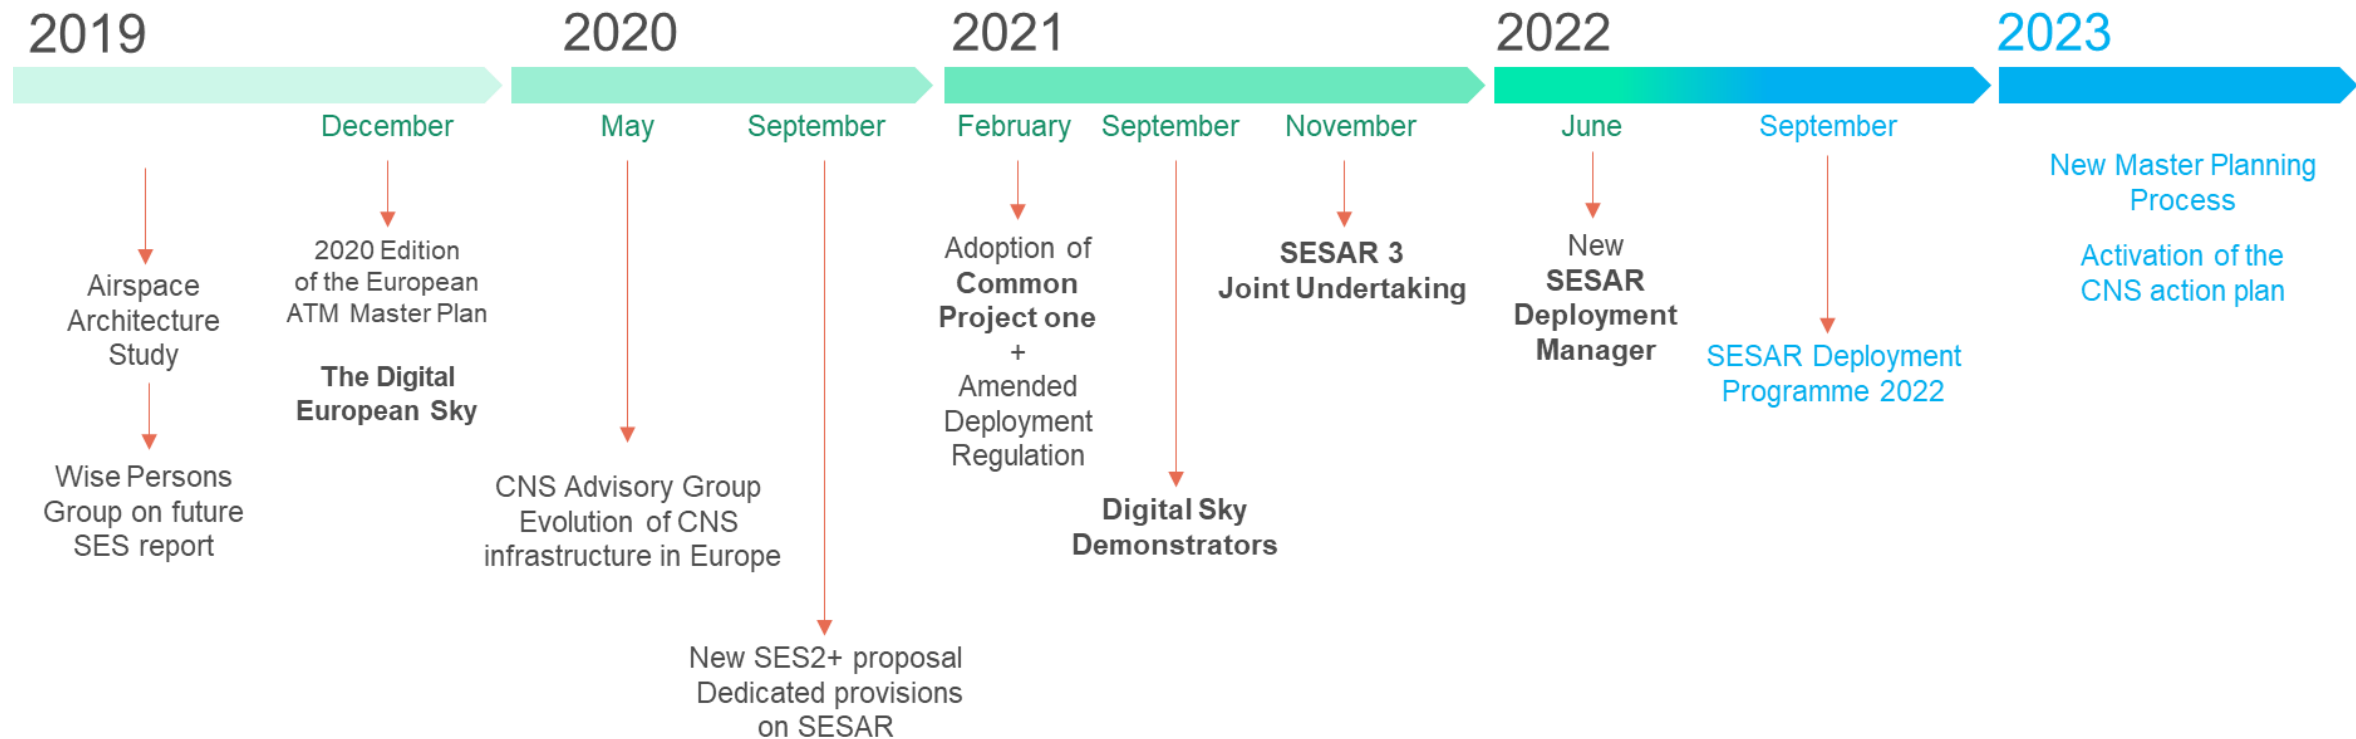 2019
2020
2021
2022
2023
December
May
September
February
September
November
June
September
Airspace
Architecture
Study
Wise Persons
Group on future
SES report
2020 Edition
of the European
ATM Master Plan
The Digital
European Sky
CNS Advisory Group
Evolution of CNS
infrastructure in Europe
New SES2+ proposal
Dedicated provisions
on SESAR
Adoption of
Common
Project one
+
Amended
Deployment
Regulation
Digital Sky
Demonstrators
SESAR 3
Joint Undertaking
New
SESAR
Deployment
Manager
SESAR Deployment
Programme 2022
New Master Planning
Process
Activation of the
CNS action plan